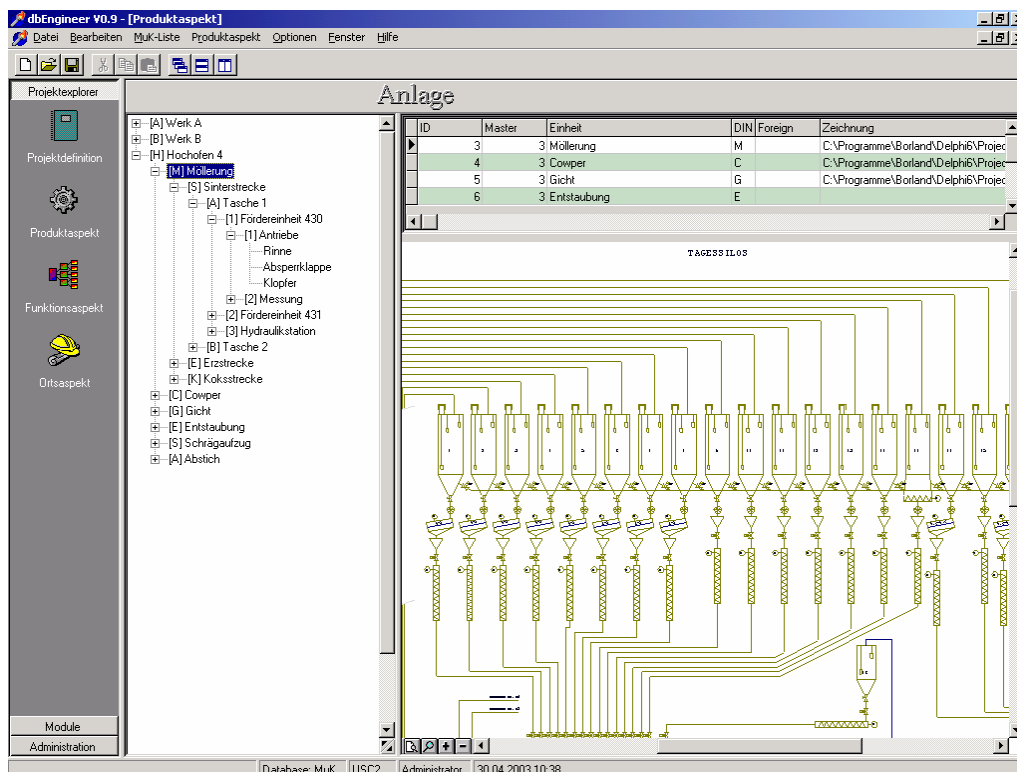 dbEngineer V0.9 - [Produktaspekt]
Datei Bearbeiten MuK-Liste Produktaspekt Optionen Fenster Hilfe
Projektexplorer
Anlage
Projektdefinition
Produktaspekt
Funktionsaspekt
Ortsaspekt
Module
Administration
[A] Werk A
[B] Werk B
[H] Hochofen 4
[M] Möllerung
[S] Sinterstrecke
[A] Tasche 1
[1] Fördereinheit 430
[1] Antriebe
Rinne
Absperrklappe
Klopfer
[2] Messung
[2] Fördereinheit 431
[3] Hydraulikstation
[B] Tasche 2
[E] Erzstrecke
[K] Koksstrecke
[C] Cowper
[G] Gicht
[E] Entstaubung
[S] Schrägaufzug
[A] Abstich
ID Master Einheit DIN Foreign Zeichnung
3 3 Möllerung M C:\Programme\Borland\Delphi6\Projec
4 3 Cowper C C:\Programme\Borland\Delphi6\Projec
5 3 Gicht G C:\Programme\Borland\Delphi6\Projec
6 3 Entstaubung E
TAGESSILOS
Database: MuK USC2 Administrator 30.04.2003 10:38